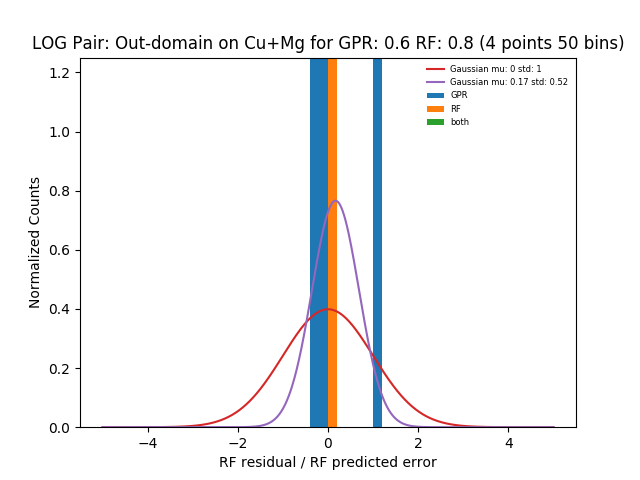 LOG Pair: Out-domain on Cu+Mg for GPR: 0.6 RF: 0.8 (4 points 50 bins)
Gaussian mu: 0 std: 1
Gaussian mu: 0.17 std: 0.52
GPR
RF
both
Normalized Counts
1.2
1.0
0.8
0.6
0.4
0.2
0.0
−4 −2 0 2 4
RF residual / RF predicted error